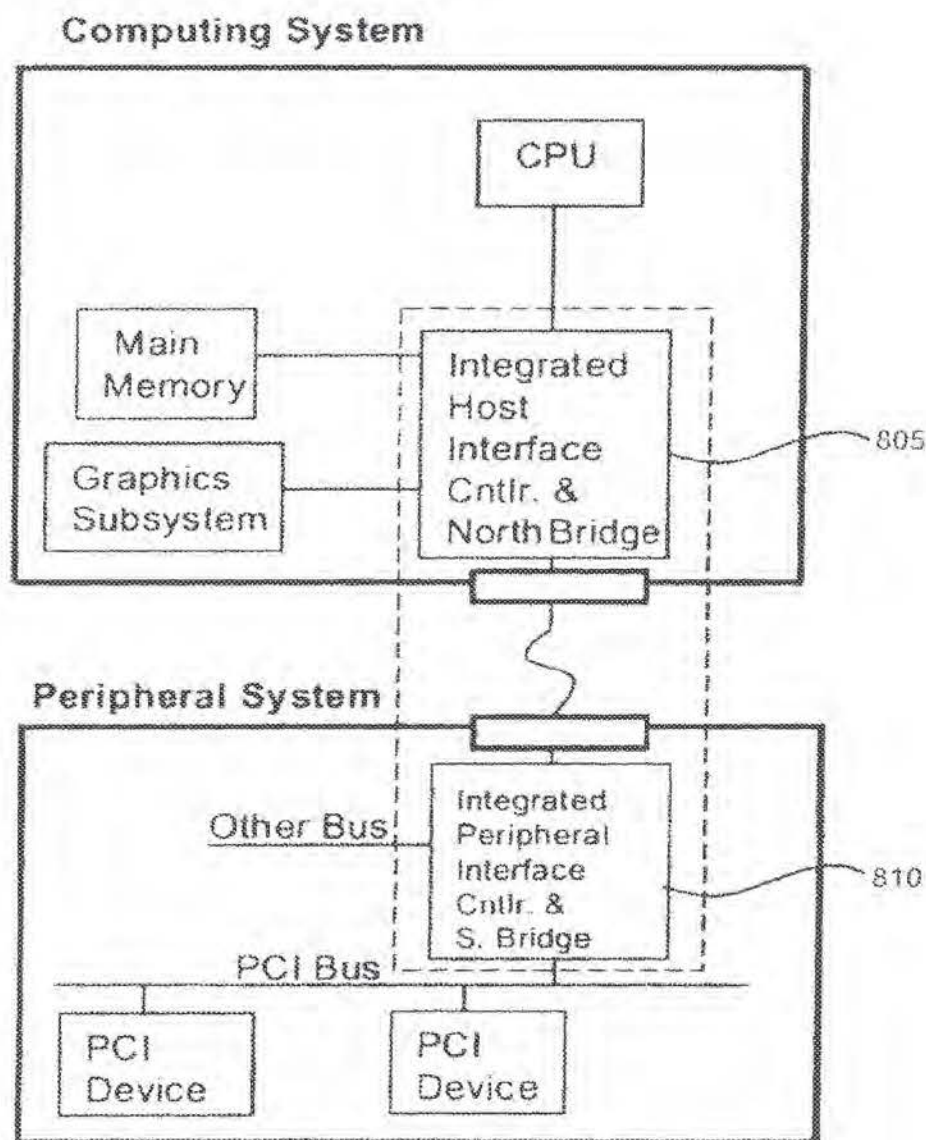 Computing System
CPU
Main
Memory
Integrated
Host
Interface
Cntlr. &
North Bridge
805
Graphics
Subsystem
Peripheral System
Integrated
Peripheral
Interface
Cntlr. &
S. Bridge
Other Bus
810
PCI Bus
PCI
Device
PCI
Device